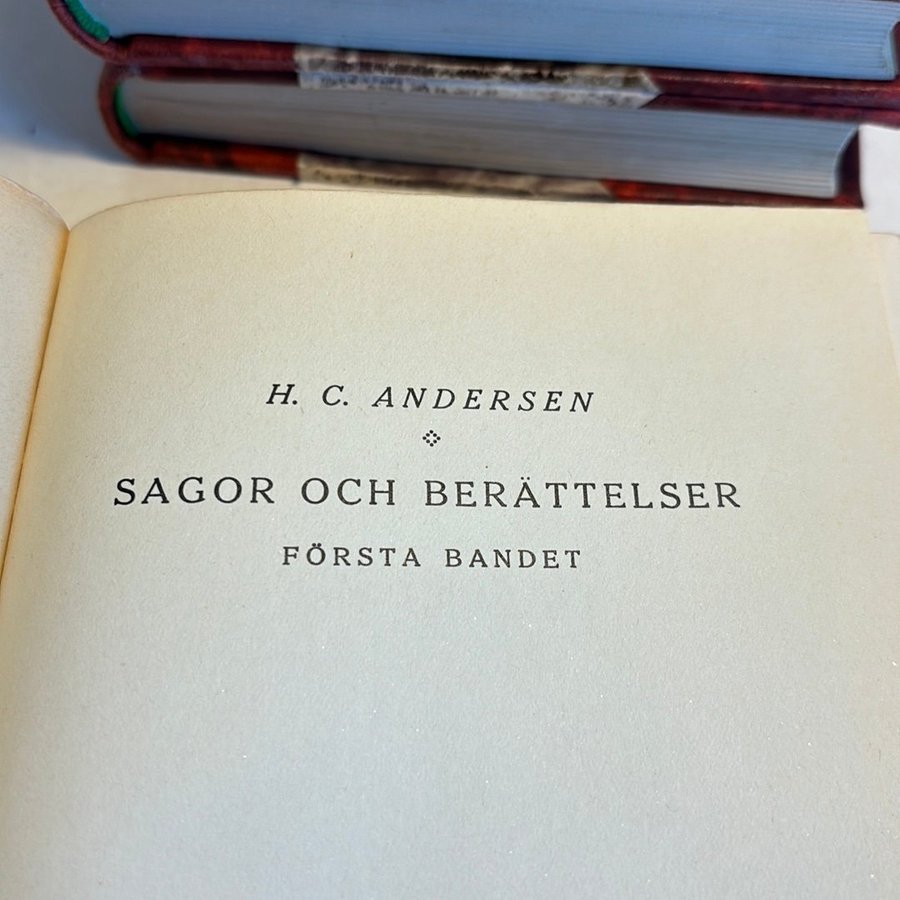 H. C. ANDERSEN
SAGOR OCH BERÄTTELSER
FÖRSTA BANDET